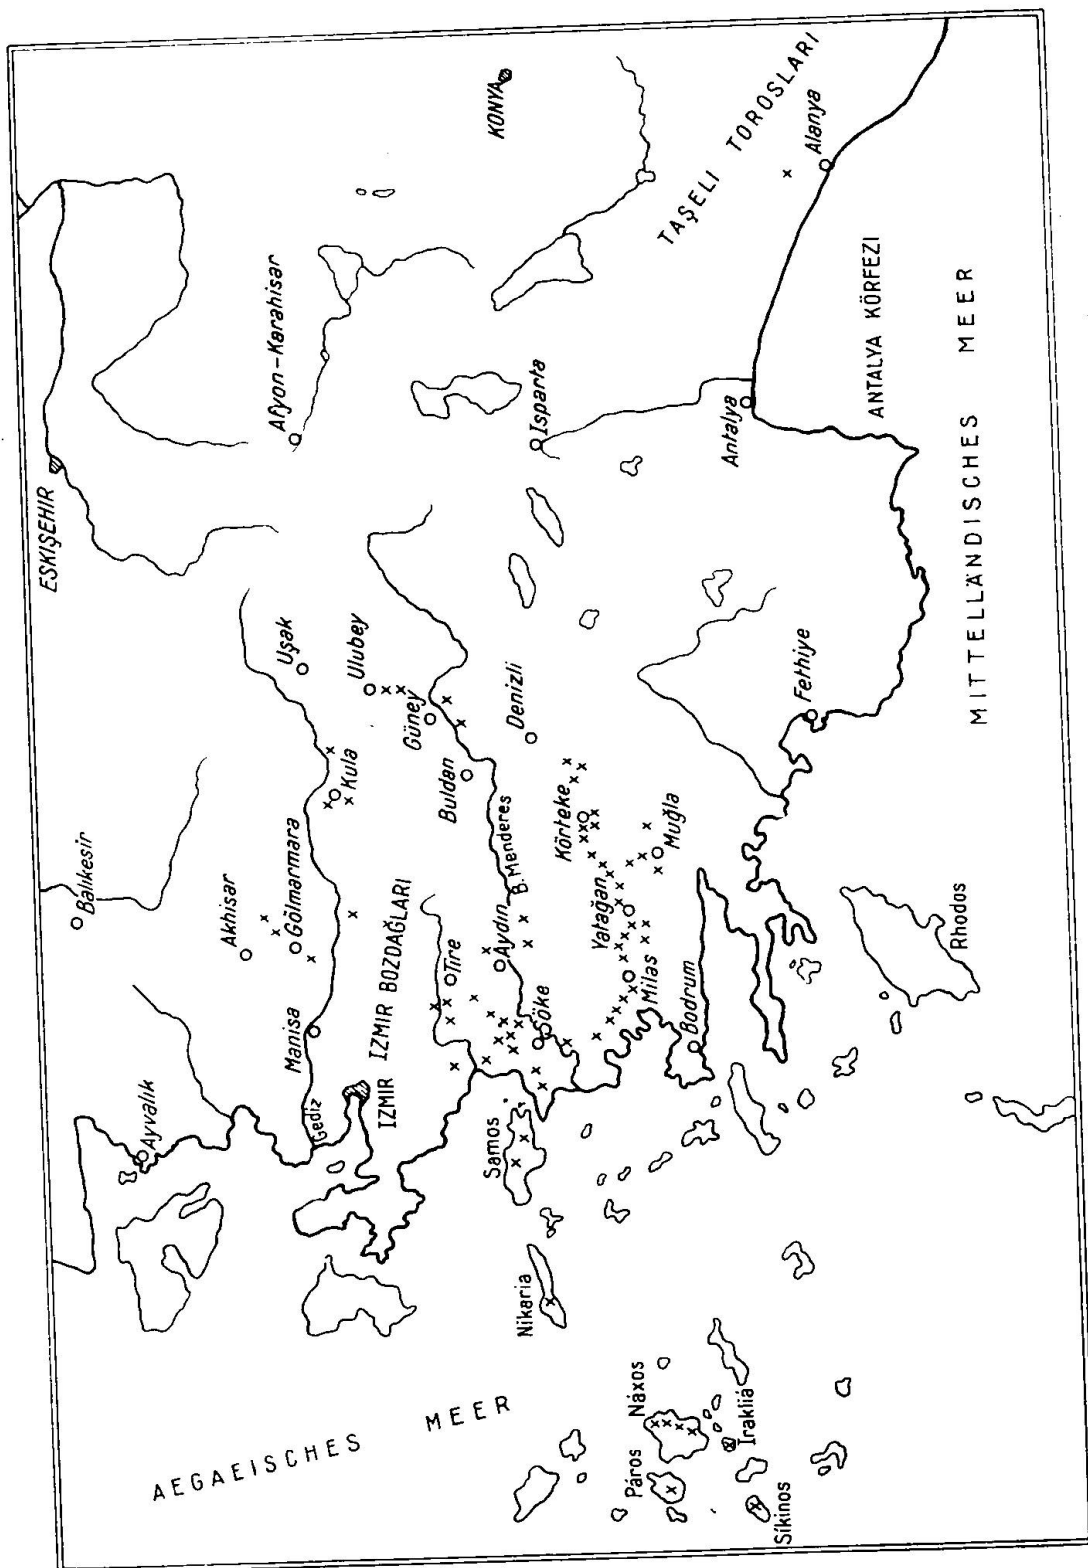 ESKIŞEHIR
KONYA
Balıkesir
Afyon-Karahisar
TAŞELI TOROSLARI
Ayvalık
Akhisar
Uşak
Isparta
Alanya
Manisa
Gölmarmara
Kula
Ulubey
Güney
Antalya
ANTALYA KÖRFEZI
Gediz
IZMIR
IZMIR BOZDAĞLARI
Buldan
Denizli
B. Menderes
Tire
Aydın
Söke
Körteke
Yatağan
Muğla
Milas
Bodrum
Fethiye
MITTELLÄNDISCHES MEER
AEGAEISCHES MEER
Samos
Nikaria
Rhodos
Náxos
Páros
Irakliá
Síkinos